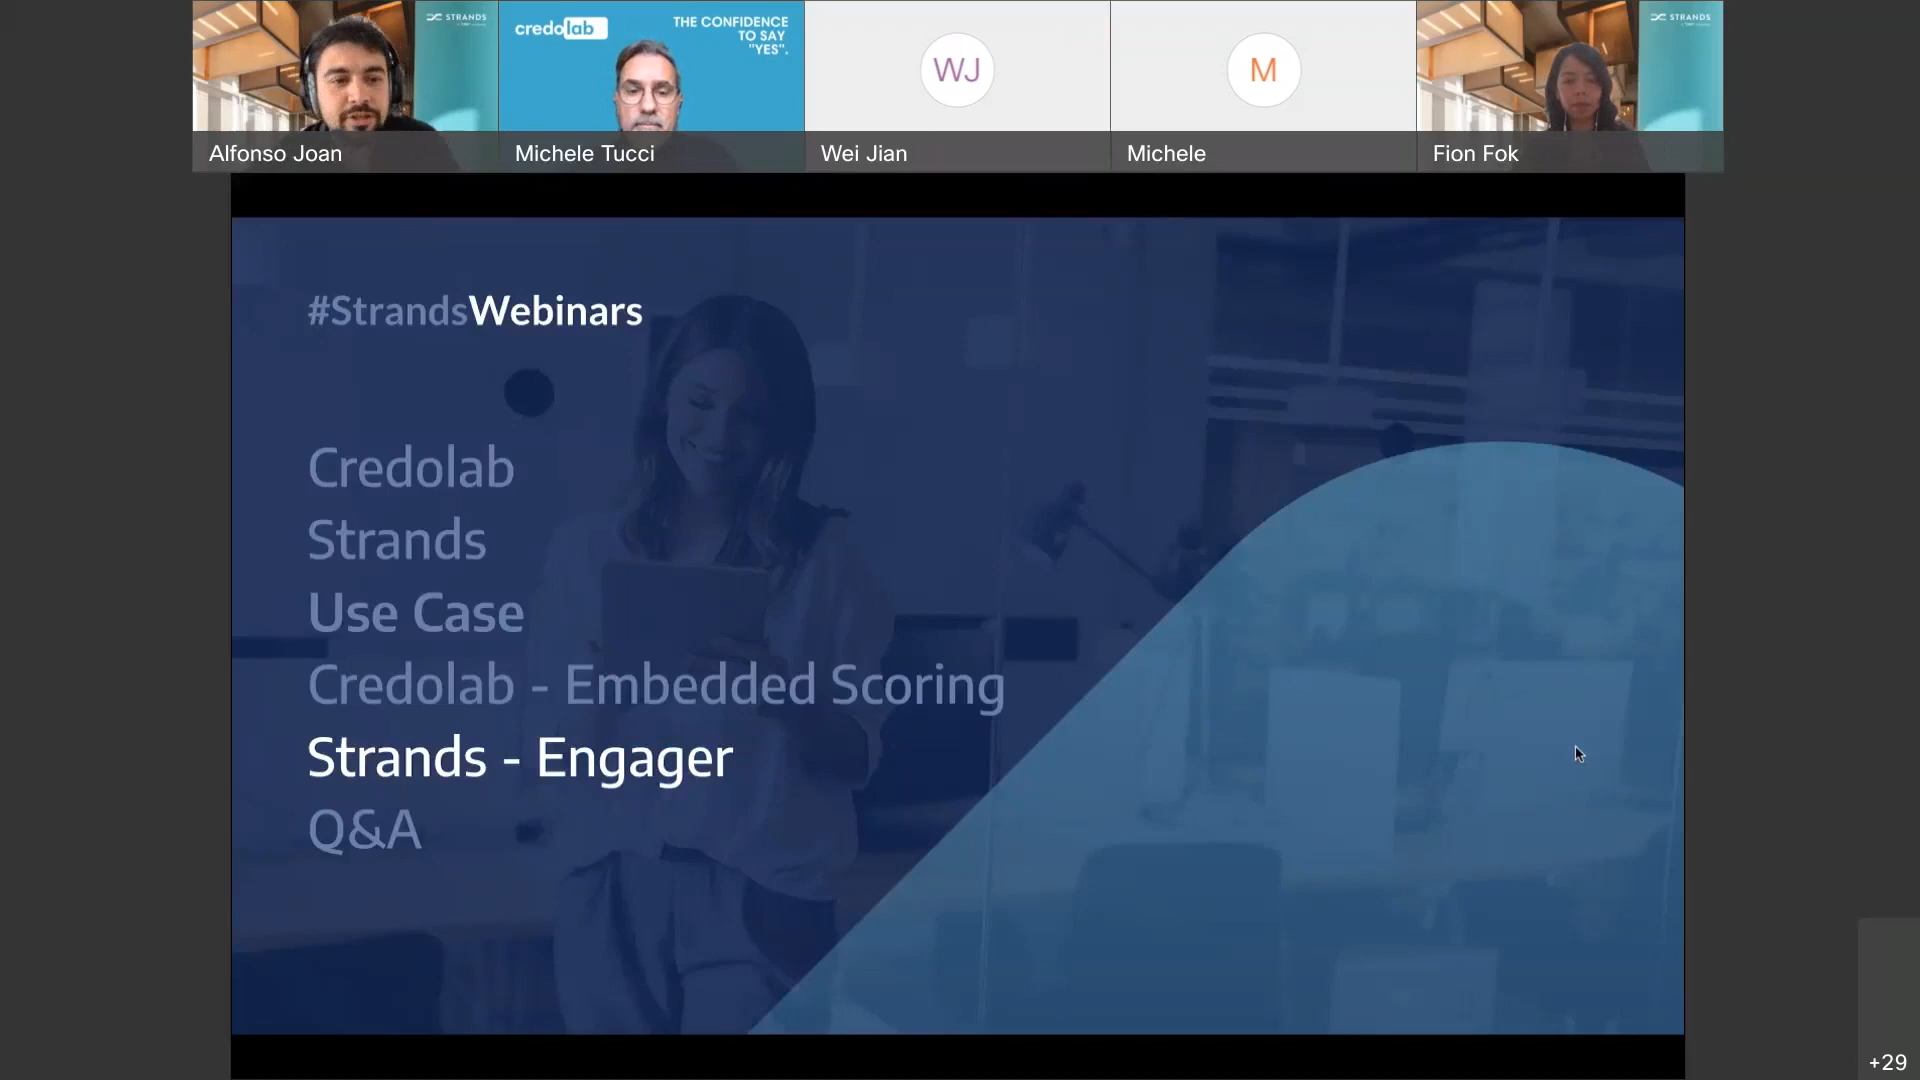 STRANDS
credolab
THE CONFIDENCE
TO SAY
"YES".
WJ
M
STRANDS
Alfonso Joan
Michele Tucci
Wei Jian
Michele
Fion Fok
#StrandsWebinars
Credolab
Strands
Use Case
Credolab - Embedded Scoring
Strands - Engager
Q&A
+29